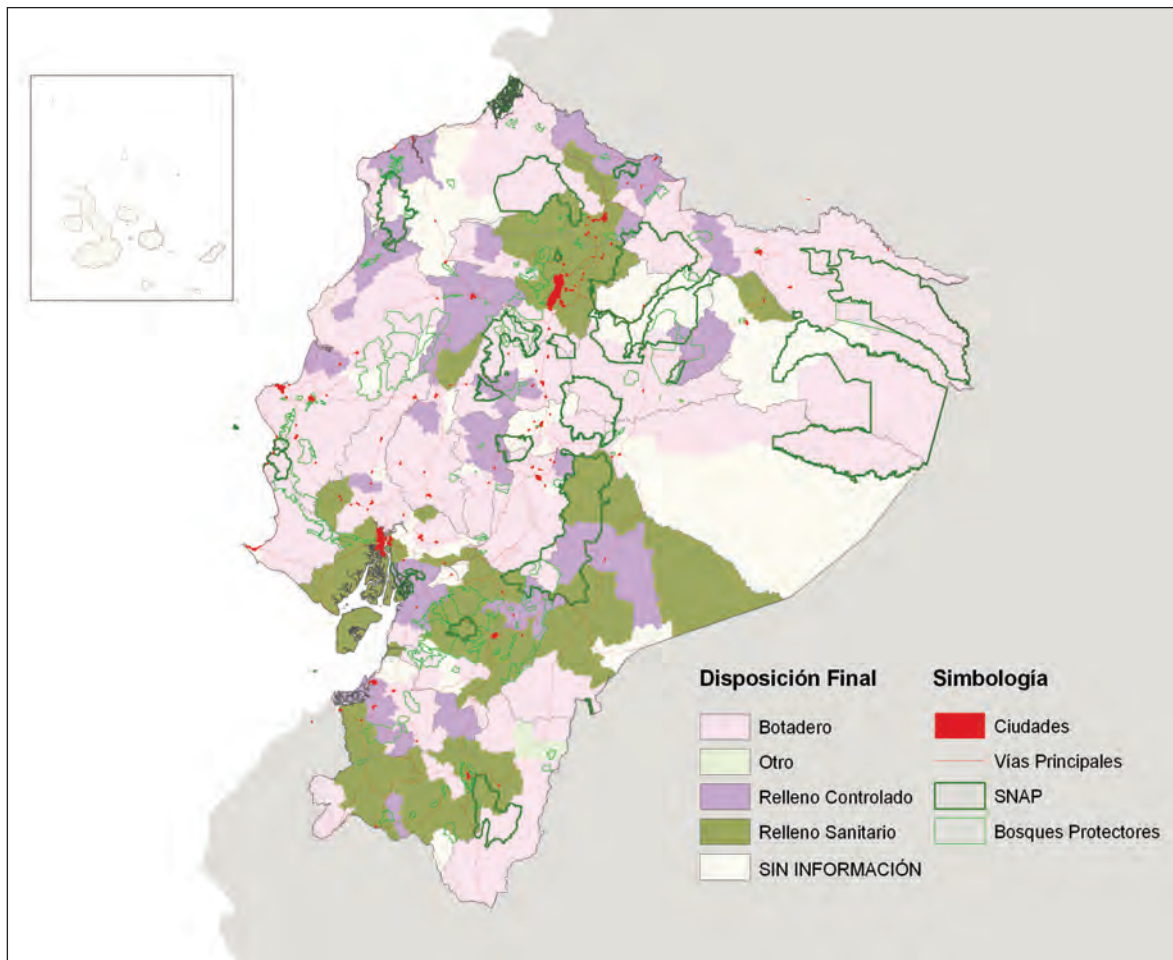 Disposición Final
Botadero
Otro
Relleno Controlado
Relleno Sanitario
SIN INFORMACIÓN
Simbología
Ciudades
Vías Principales
SNAP
Bosques Protectores